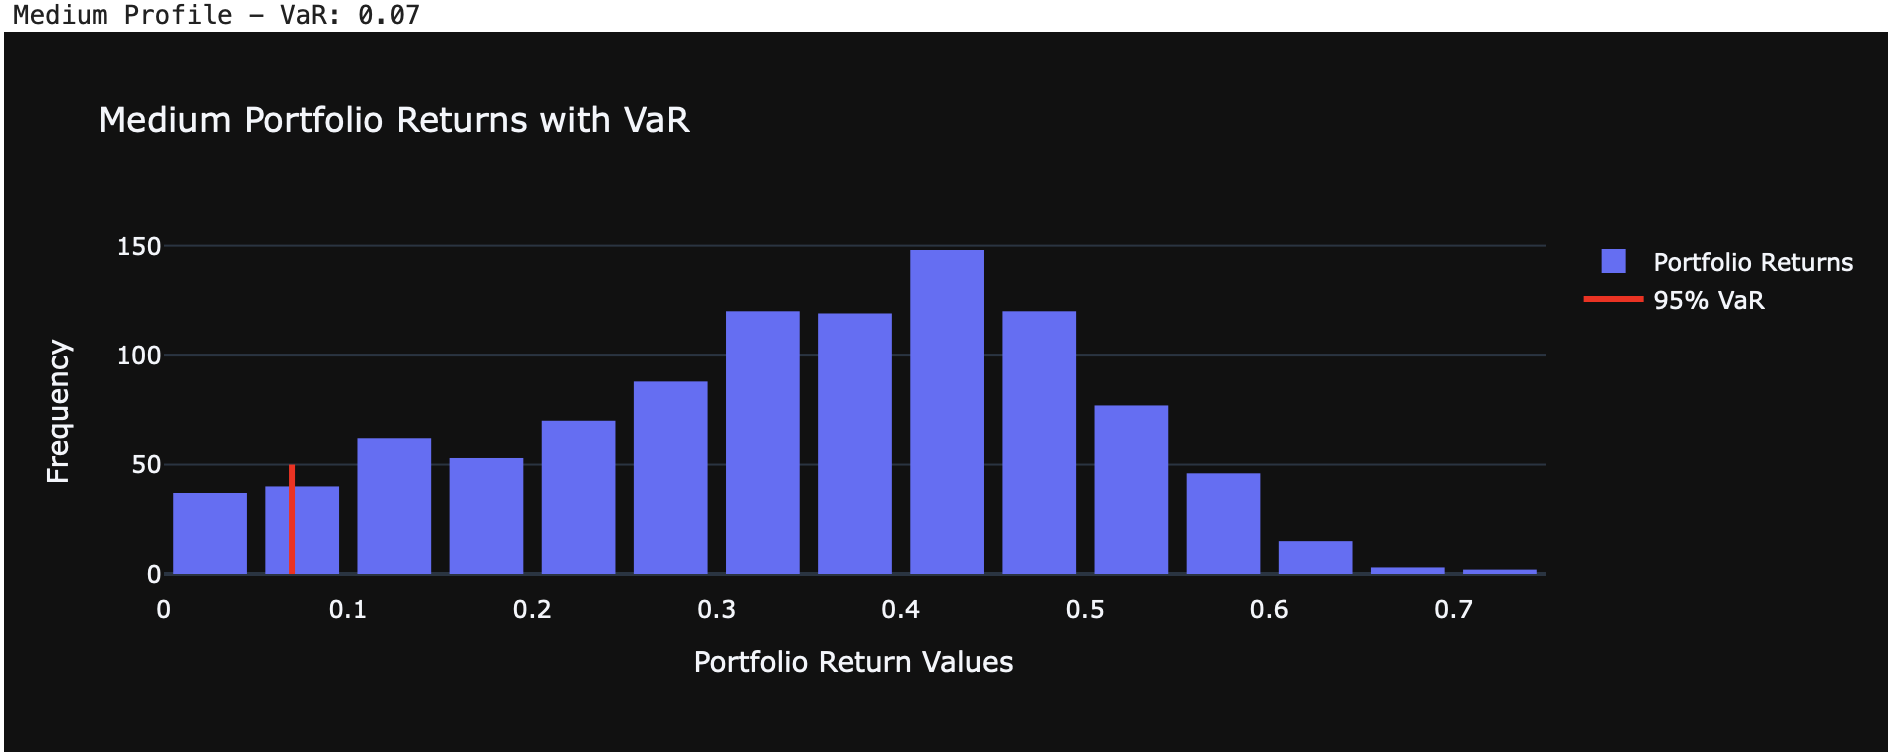 Medium Profile – VaR: 0.07
Medium Portfolio Returns with VaR
150
100
50
0
Frequency
0 0.1 0.2 0.3 0.4 0.5 0.6 0.7
Portfolio Return Values
Portfolio Returns
95% VaR